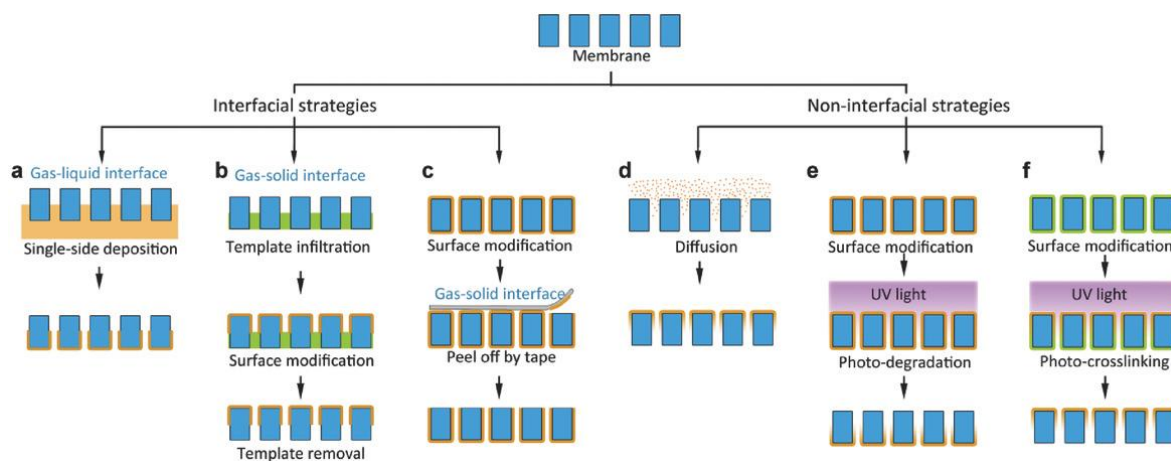 Membrane
Interfacial strategies
Non-interfacial strategies
a
Gas-liquid interface
Single-side deposition
b
Gas-solid interface
Template infiltration
Surface modification
Template removal
c
Surface modification
Gas-solid interface
Peel off by tape
d
Diffusion
e
Surface modification
UV light
Photo-degradation
f
Surface modification
UV light
Photo-crosslinking